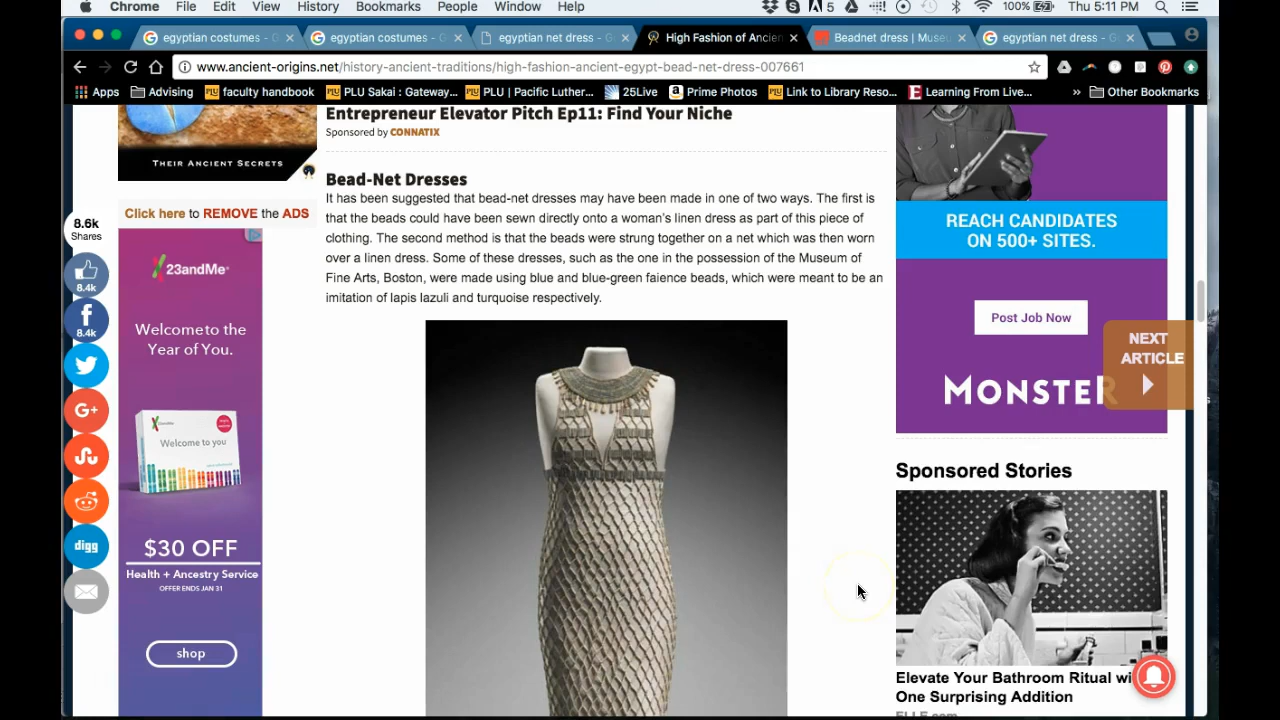 Chrome File Edit View History Bookmarks People Window Help 5 100% Thu 5:11 PM
egyptian costumes - G × egyptian costumes - × egyptian net dress - × High Fashion of Ancien × Beadnet dress | Muse × egyptian net dress - G ×
www.ancient-origins.net/history-ancient-traditions/high-fashion-ancient-egypt-bead-net-dress-007661
Apps Advising PLU faculty handbook PLU PLU Sakai : Gateway... PLU PLU | Pacific Luther... 25Live Prime Photos PLU Link to Library Reso... Learning From Live... » Other Bookmarks
THEIR ANCIENT SECRETS
Click here to REMOVE the ADS
8.6k
Shares
8.4k
8.4k
G+
digg
23andMe
Welcome to the
Year of You.
Welcome to you
$30 OFF
Health + Ancestry Service
OFFER ENDS JAN 31
shop
Entrepreneur Elevator Pitch Ep11: Find Your Niche
Sponsored by CONNATIX
Bead-Net Dresses
It has been suggested that bead-net dresses may have been made in one of two ways. The first is
that the beads could have been sewn directly onto a woman's linen dress as part of this piece of
clothing. The second method is that the beads were strung together on a net which was then worn
over a linen dress. Some of these dresses, such as the one in the possession of the Museum of
Fine Arts, Boston, were made using blue and blue-green faience beads, which were meant to be an
imitation of lapis lazuli and turquoise respectively.
REACH CANDIDATES
ON 500+ SITES.
Post Job Now
MONSTER
NEXT
ARTICLE
Sponsored Stories
Elevate Your Bathroom Ritual wi
One Surprising Addition
ELLE.com